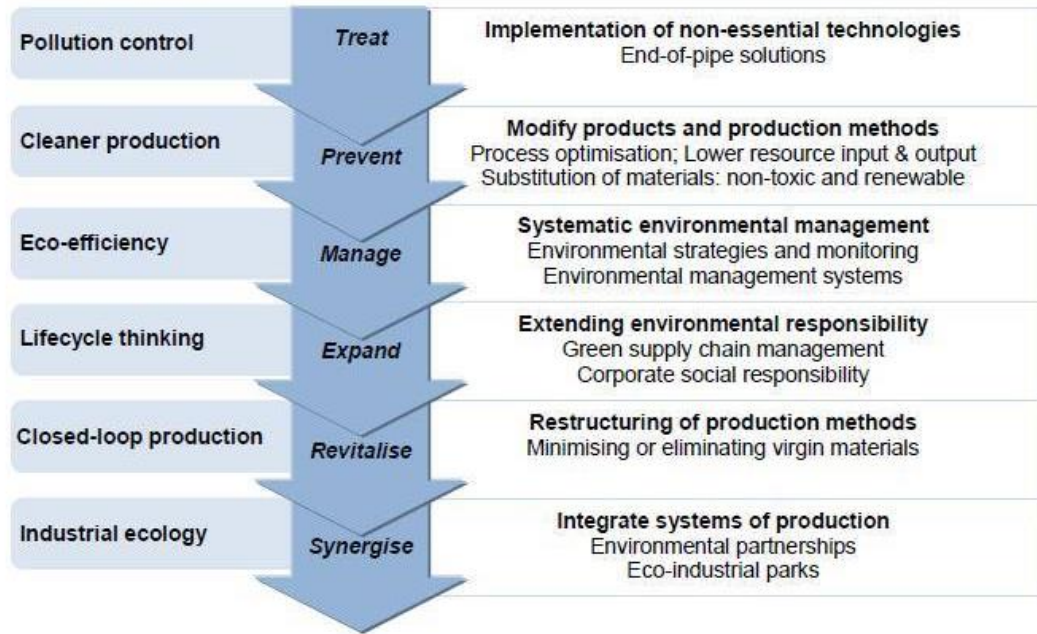 Pollution control
Treat
Implementation of non-essential technologies
End-of-pipe solutions
Cleaner production
Prevent
Modify products and production methods
Process optimisation; Lower resource input & output
Substitution of materials: non-toxic and renewable
Eco-efficiency
Manage
Systematic environmental management
Environmental strategies and monitoring
Environmental management systems
Lifecycle thinking
Expand
Extending environmental responsibility
Green supply chain management
Corporate social responsibility
Closed-loop production
Revitalise
Restructuring of production methods
Minimising or eliminating virgin materials
Industrial ecology
Synergise
Integrate systems of production
Environmental partnerships
Eco-industrial parks